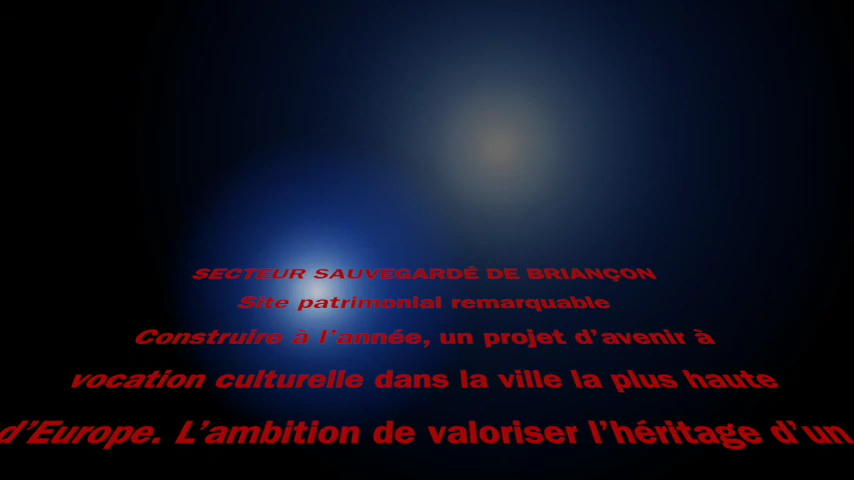 SECTEUR SAUVEGARDÉ DE BRIANÇON
Site patrimonial remarquable
Construire à l'année, un projet d'avenir à
vocation culturelle dans la ville la plus haute
d'Europe. L'ambition de valoriser l'héritage d'un